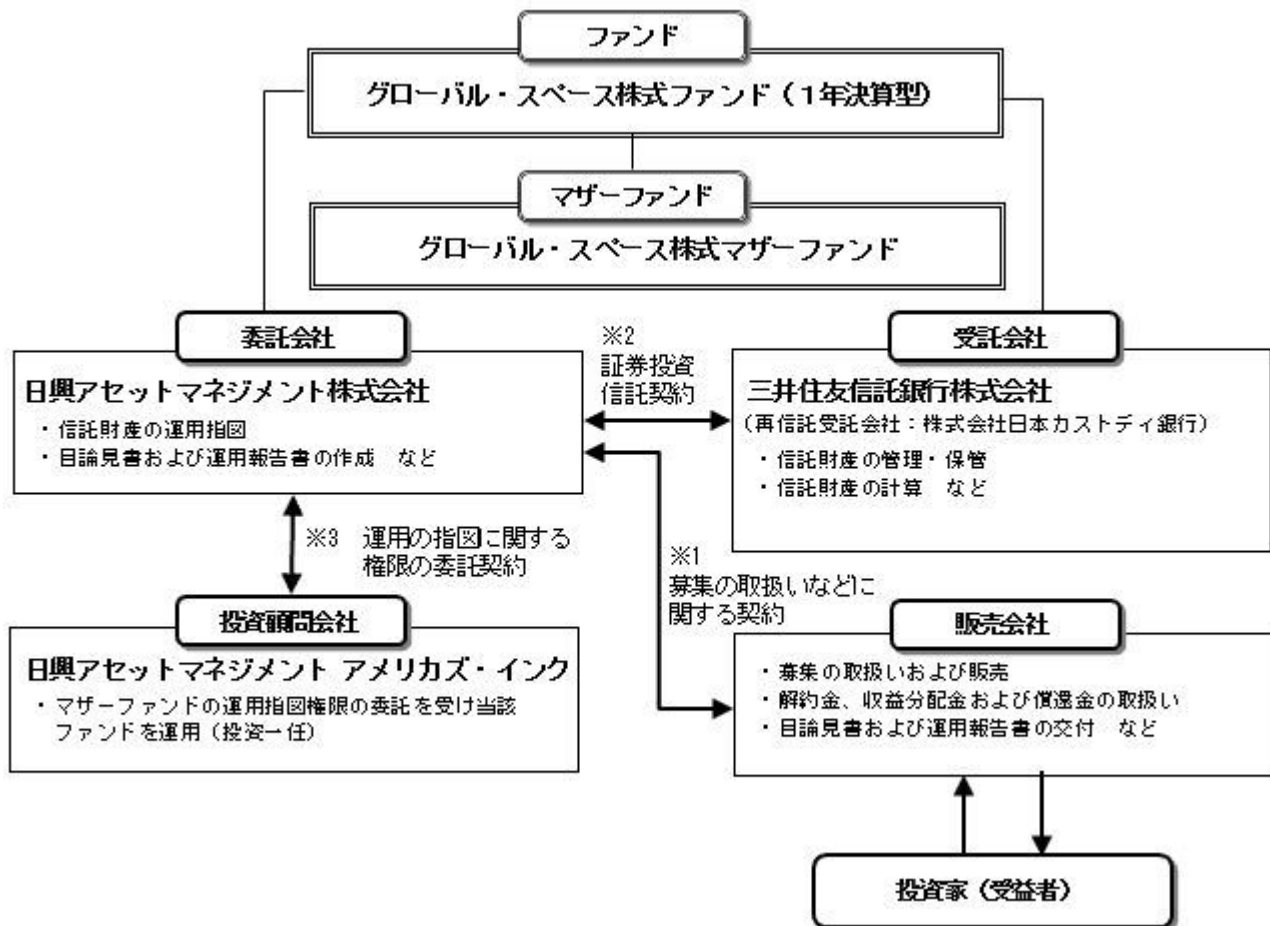 ファンド
グローバル・スペース株式ファンド（１年決算型）
マザーファンド
グローバル・スペース株式マザーファンド
委託会社
日興アセットマネジメント株式会社
・信託財産の運用指図
・目論見書および運用報告書の作成　など
※2
証券投資
信託契約
受託会社
三井住友信託銀行株式会社
（再信託受託会社：株式会社日本カストディ銀行）
・信託財産の管理・保管
・信託財産の計算　など
※3　運用の指図に関する
権限の委託契約
※1
募集の取扱いなどに
関する契約
投資顧問会社
日興アセットマネジメント アメリカズ・インク
・マザーファンドの運用指図権限の委託を受け当該
ファンドを運用（投資一任）
販売会社
・募集の取扱いおよび販売
・解約金、収益分配金および償還金の取扱い
・目論見書および運用報告書の交付　など
投資家（受益者）